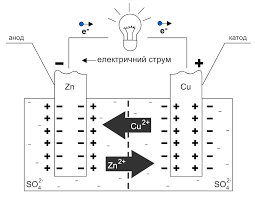 анод
катод
e⁻
e⁻
електричний струм
− +
Zn
Cu
Cu²⁺
Zn²⁺
SO₄²⁻
SO₄²⁻